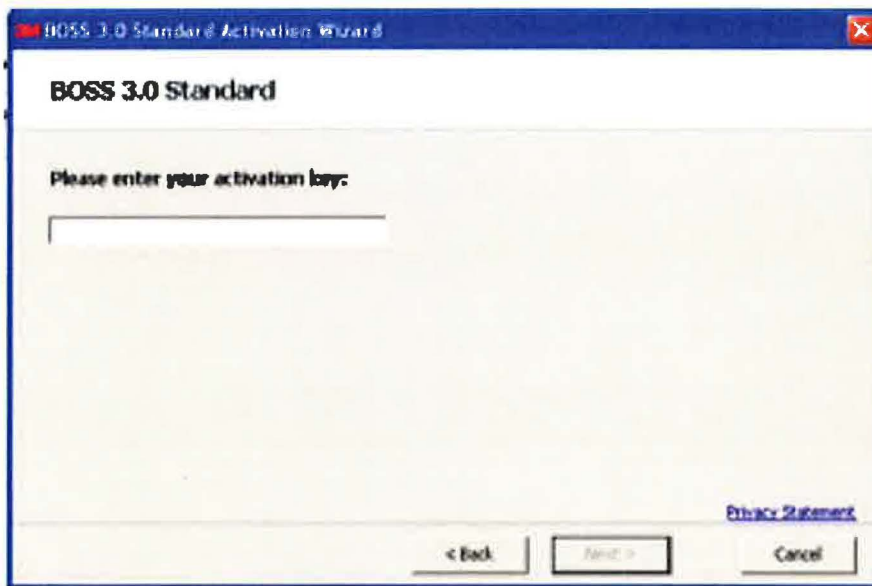 BOSS 3.0 Standard Activation Wizard
BOSS 3.0 Standard
Please enter your activation key:
Privacy Statement
< Back Next > Cancel